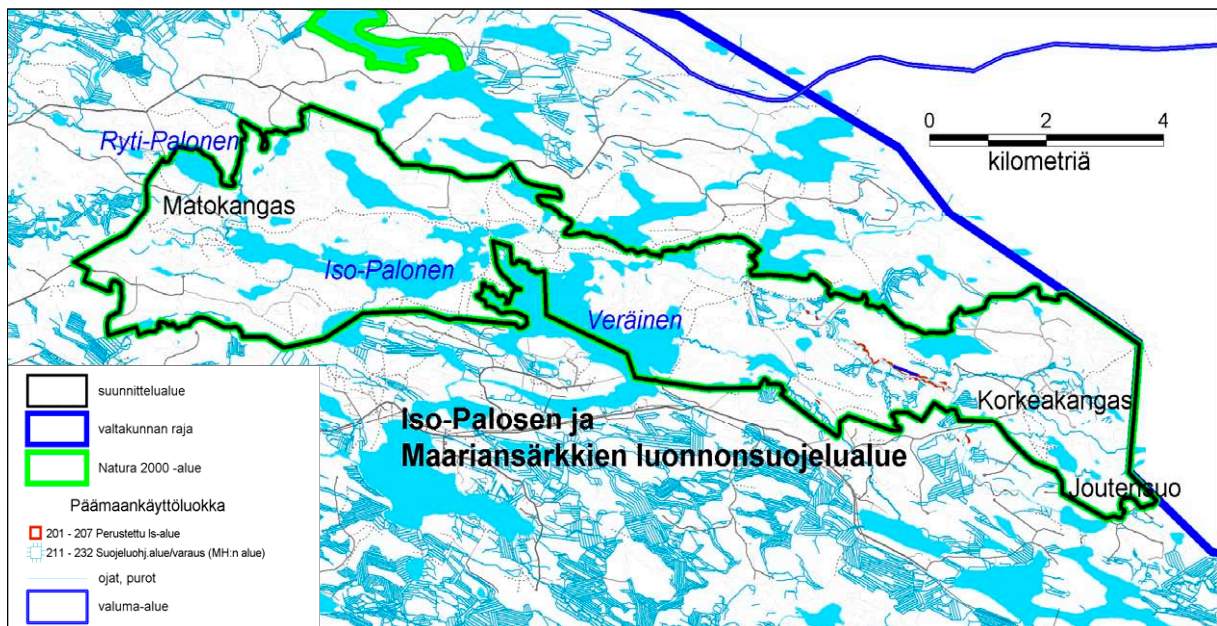 Ryti-Palonen
Matokangas
Iso-Palonen
Veräinen
0 2 4
kilometriä
Korkeakangas
Joutensuo
Iso-Palosen ja
Maariansärkkien luonnonsuojelualue
suunnittelualue
valtakunnan raja
Natura 2000 -alue
Päämaankäyttöluokka
201 - 207 Perustettu ls-alue
211 - 232 Suojeluohj.alue/varaus (MH:n alue)
ojat, purot
valuma-alue